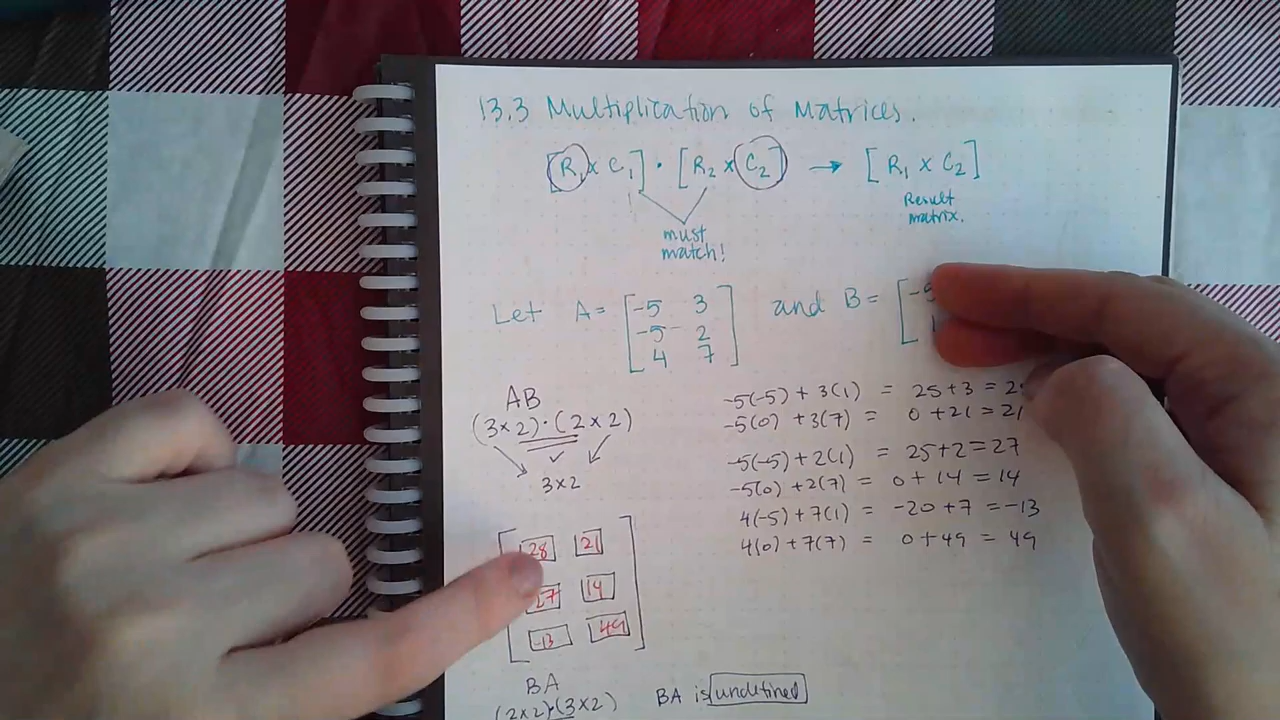 13.3 Multiplication of Matrices.
[R₁ x C₁] • [R₂ x C₂] → [R₁ x C₂]
Result
matrix.
must
match!
Let A = [-5 3
-5 2
4 7] and B = [
AB
(3x2)•(2x2)
✓
3x2
-5(-5) + 3(1) = 25+3 =
-5(0) + 3(7) = 0+21 = 21
-5(-5) + 2(1) = 25+2 = 27
-5(0) + 2(7) = 0 + 14 = 14
4(-5) + 7(1) = -20+7 = -13
4(0) + 7(7) = 0+49 = 49
28 21
27 14
-13 49
BA
(2x2)•(3x2)
BA is undefined